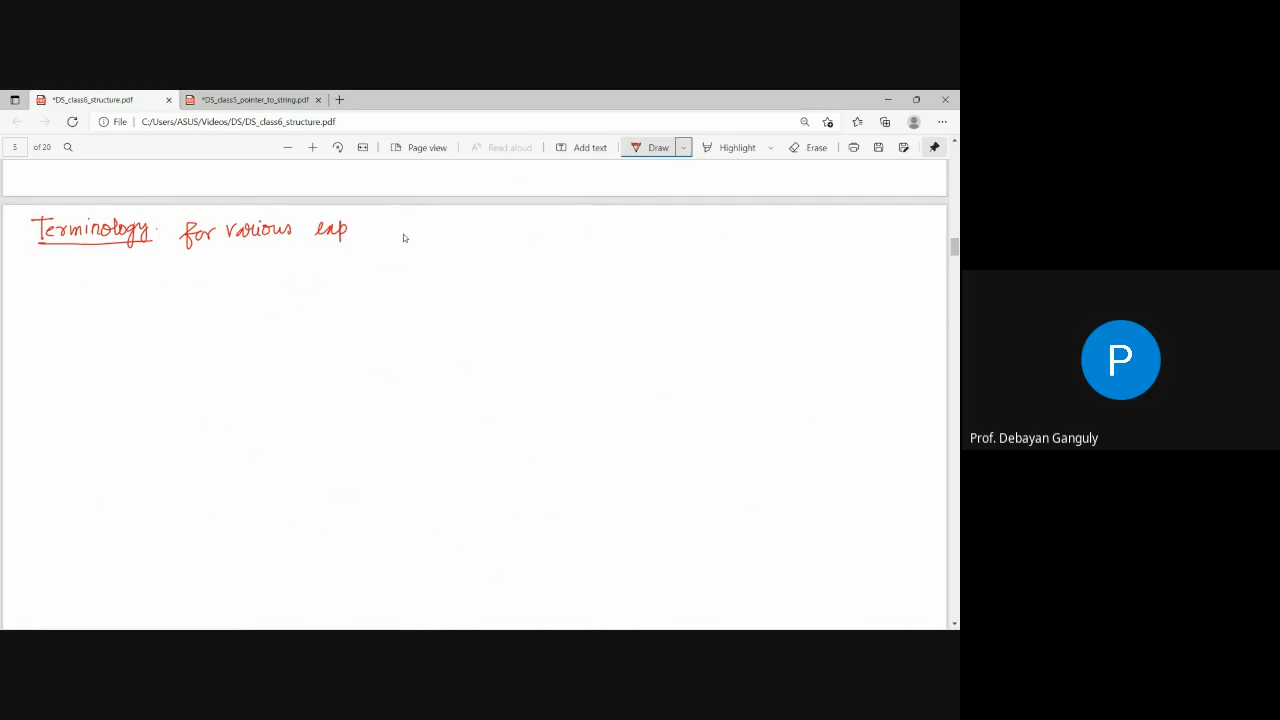 *DS_class6_structure.pdf
*DS_class5_pointer_to_string.pdf
File C:/Users/ASUS/Videos/DS/DS_class6_structure.pdf
5 of 20 Page view Read aloud Add text Draw Highlight Erase
Terminology for various exp
P
Prof. Debayan Ganguly